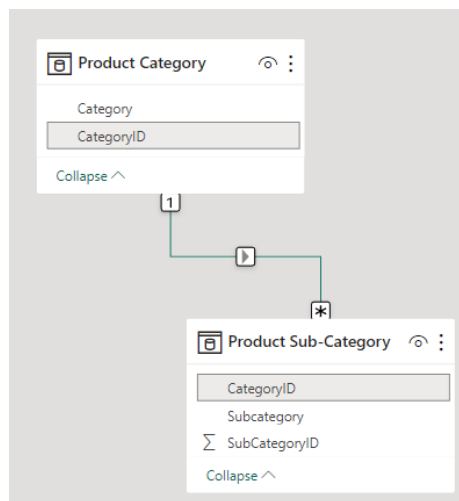 Product Category
Category
CategoryID
Collapse
1
*
Product Sub-Category
CategoryID
Subcategory
∑ SubCategoryID
Collapse